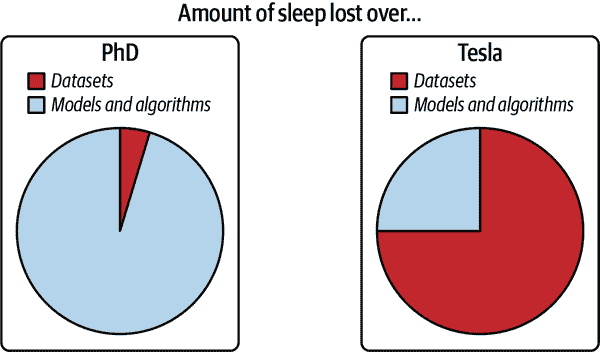 Amount of sleep lost over...
PhD
Datasets
Models and algorithms
Tesla
Datasets
Models and algorithms